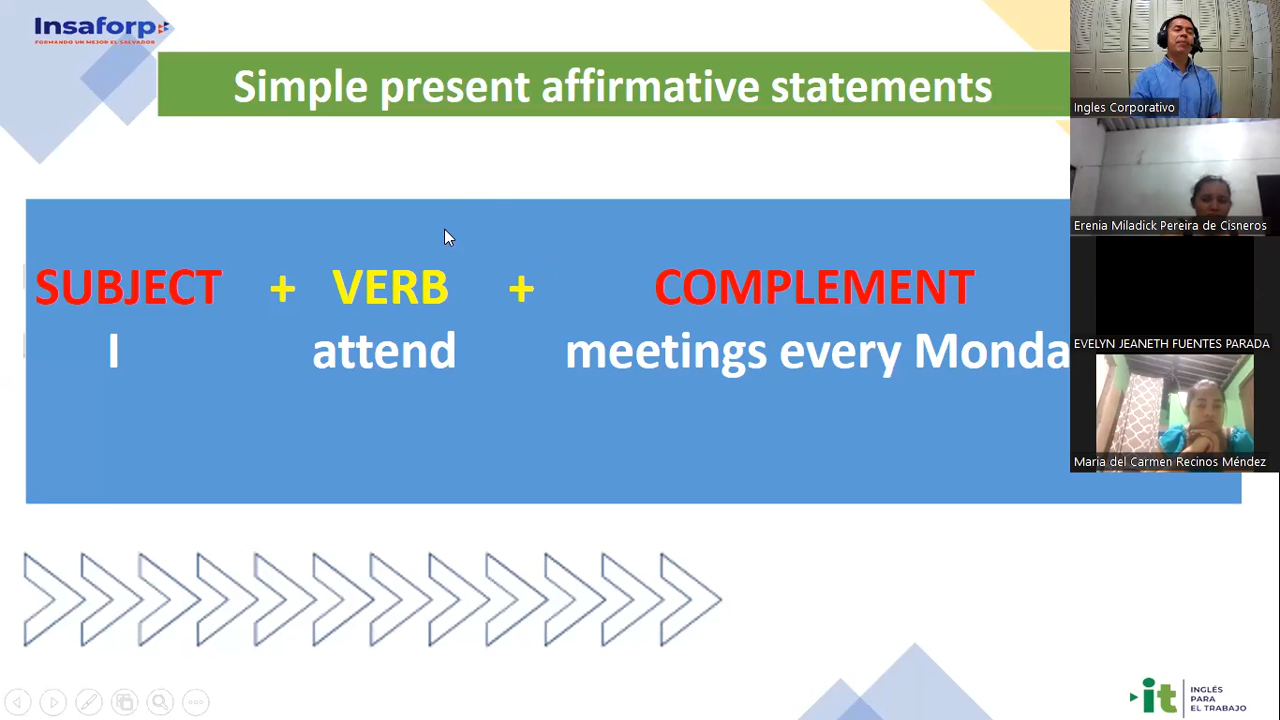 Insaforp
FORMANDO UN MEJOR EL SALVADOR
Simple present affirmative statements
SUBJECT + VERB + COMPLEMENT
I attend meetings every Monda
Ingles Corporativo
Erenia Miladick Pereira de Cisneros
EVELYN JEANETH FUENTES PARADA
Maria del Carmen Recinos Méndez
it
INGLÉS
PARA
EL TRABAJO